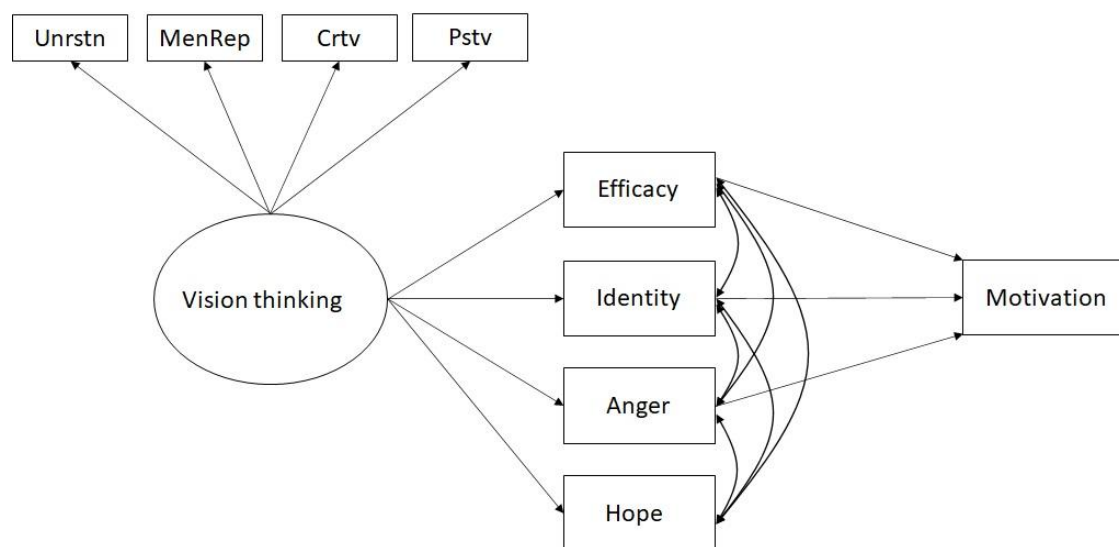 Unrstn
MenRep
Crtv
Pstv
Efficacy
Vision thinking
Identity
Motivation
Anger
Hope